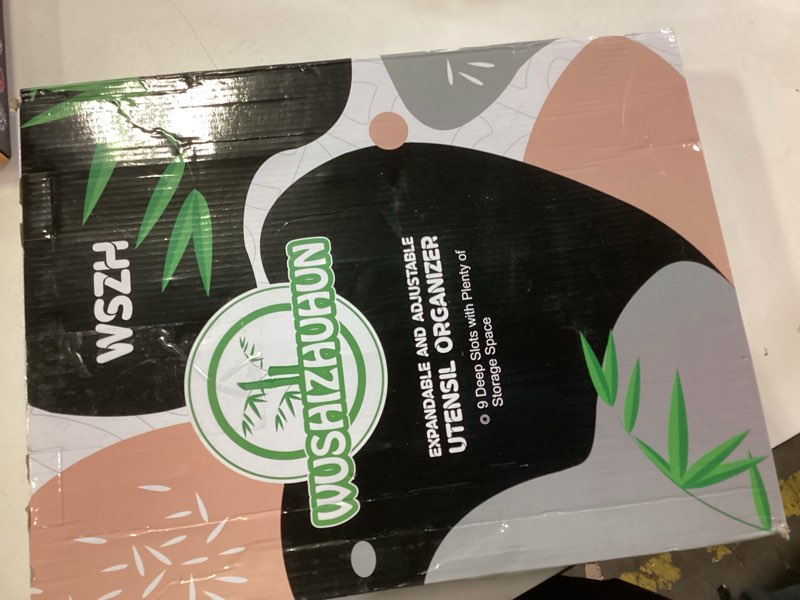 WSZH
WUSHIZHUHUN
EXPANDABLE AND ADJUSTABLE
UTENSIL ORGANIZER
9 Deep Slots with Plenty of
Storage Space